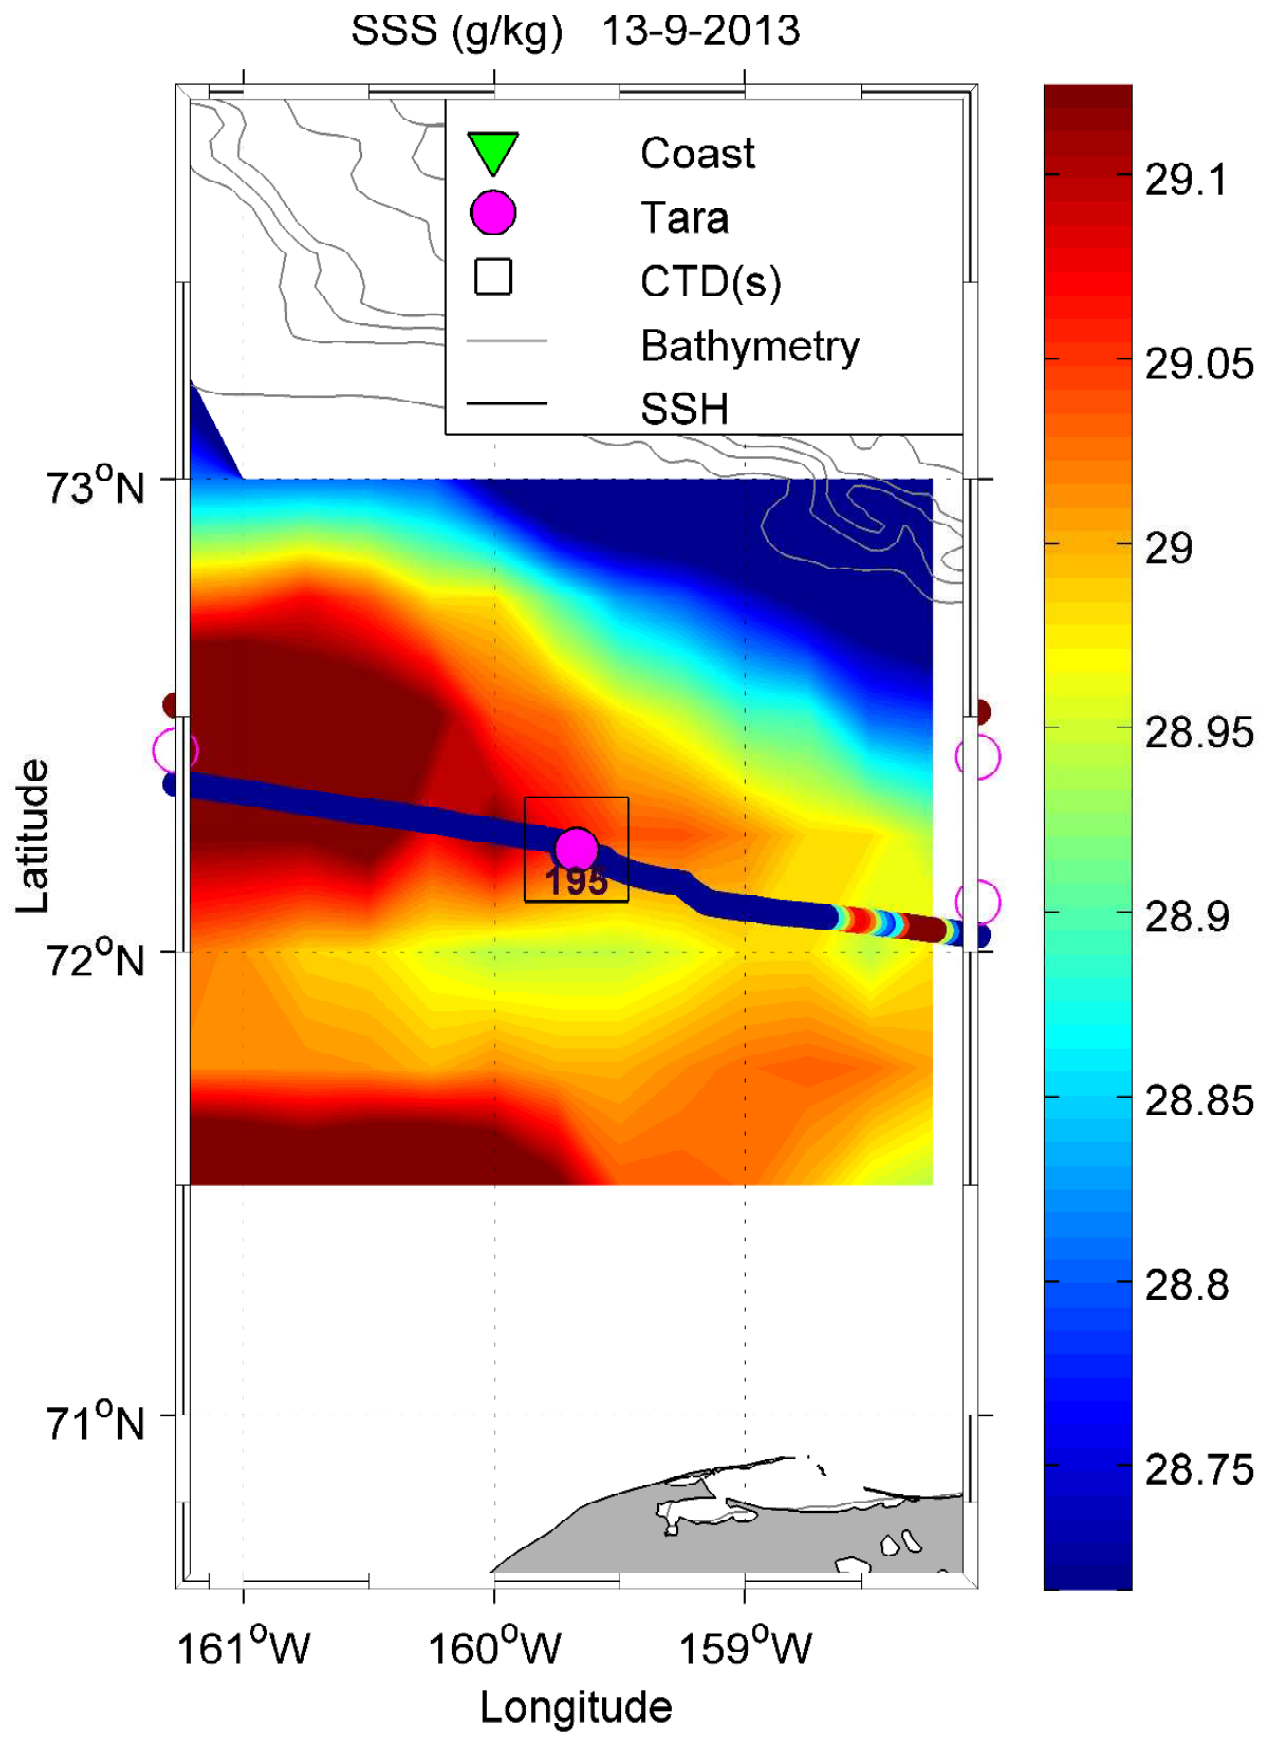 SSS (g/kg) 13-9-2013
Coast
Tara
CTD(s)
Bathymetry
SSH
29.1
29.05
29
28.95
28.9
28.85
28.8
28.75
73°N
72°N
71°N
Latitude
195
161°W 160°W 159°W
Longitude